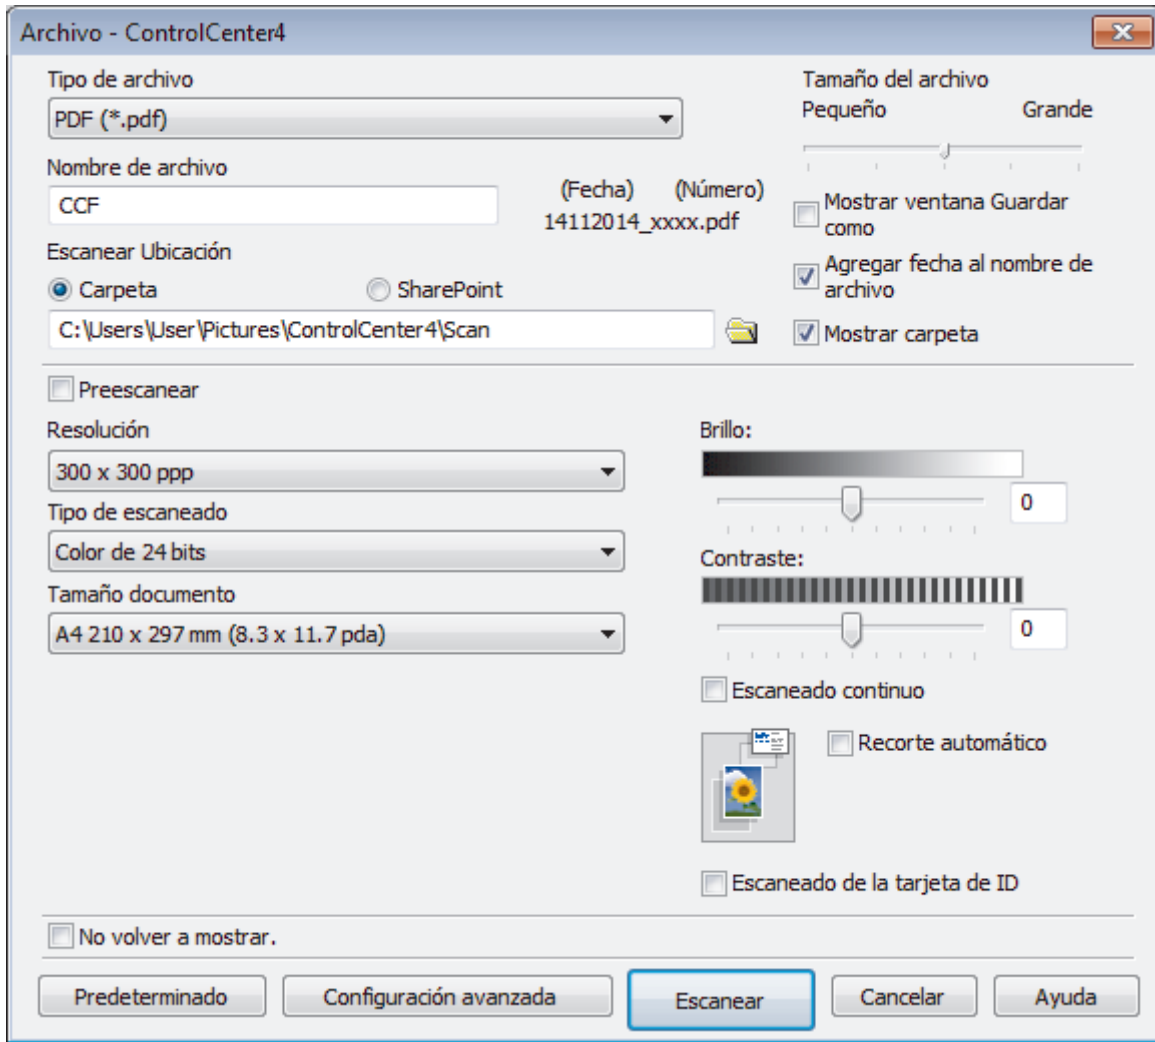 Archivo - ControlCenter4
Tipo de archivo
PDF (*.pdf)
Tamaño del archivo
Pequeño Grande
Nombre de archivo
CCF
(Fecha) (Número)
14112014_xxxx.pdf
Mostrar ventana Guardar
como
Escanear Ubicación
Carpeta SharePoint
Agregar fecha al nombre de
archivo
C:\Users\User\Pictures\ControlCenter4\Scan
Mostrar carpeta
Preescanear
Resolución
300 x 300 ppp
Tipo de escaneado
Color de 24 bits
Tamaño documento
A4 210 x 297 mm (8.3 x 11.7 pda)
Brillo:
0
Contraste:
0
Escaneado continuo
Recorte automático
Escaneado de la tarjeta de ID
No volver a mostrar.
Predeterminado Configuración avanzada Escanear Cancelar Ayuda